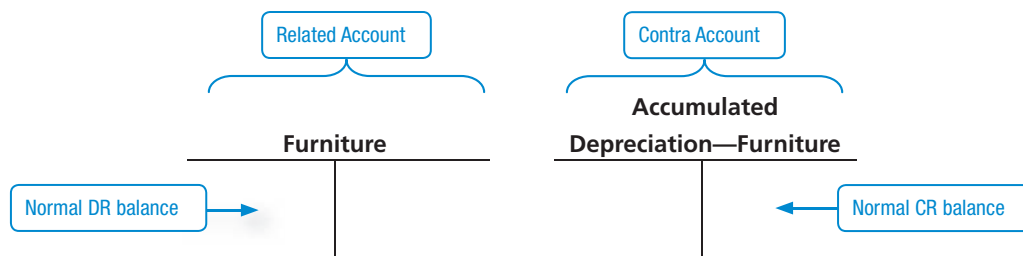 Related Account
Contra Account
Accumulated
Furniture
Depreciation—Furniture
Normal DR balance
Normal CR balance